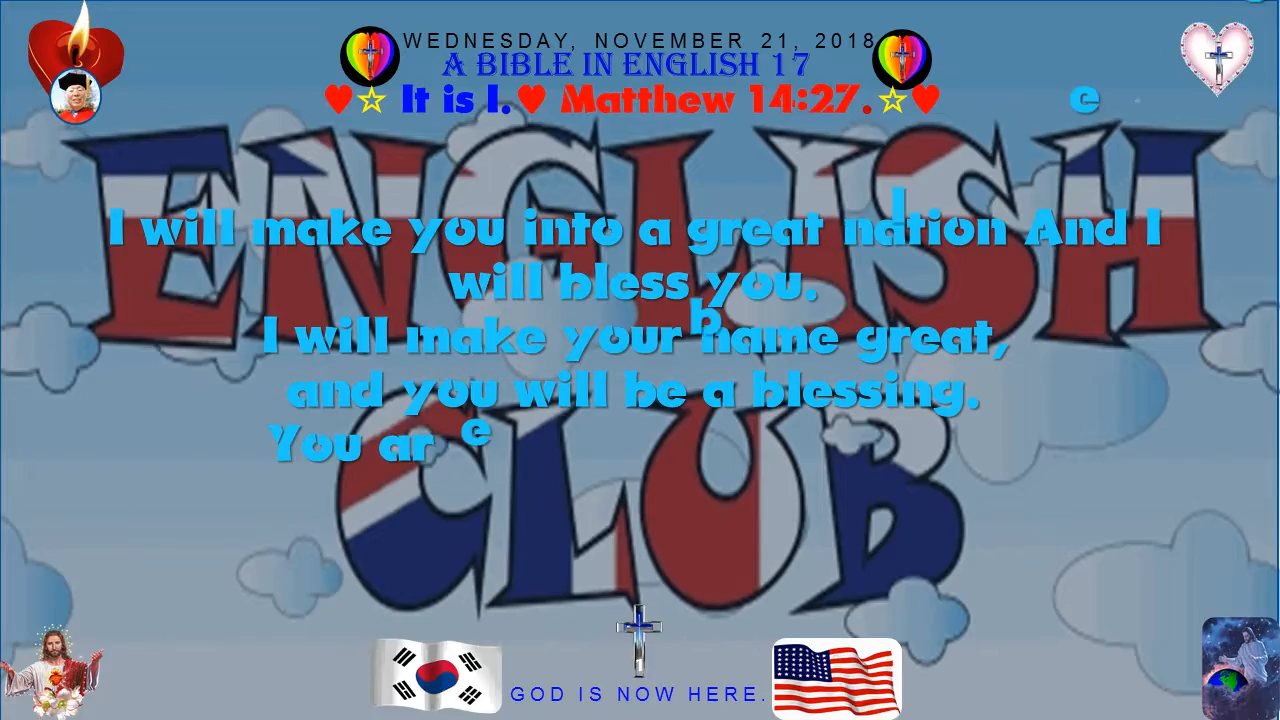 WEDNESDAY, NOVEMBER 21, 2018
A BIBLE IN ENGLISH 17
♥☆ It is I.♥ Matthew 14:27.☆♥
e
ENGLISH
l
I will make you into a great nation And I
will bless you.
b
I will make your name great,
and you will be a blessing.
You ar e
CLUB
GOD IS NOW HERE.